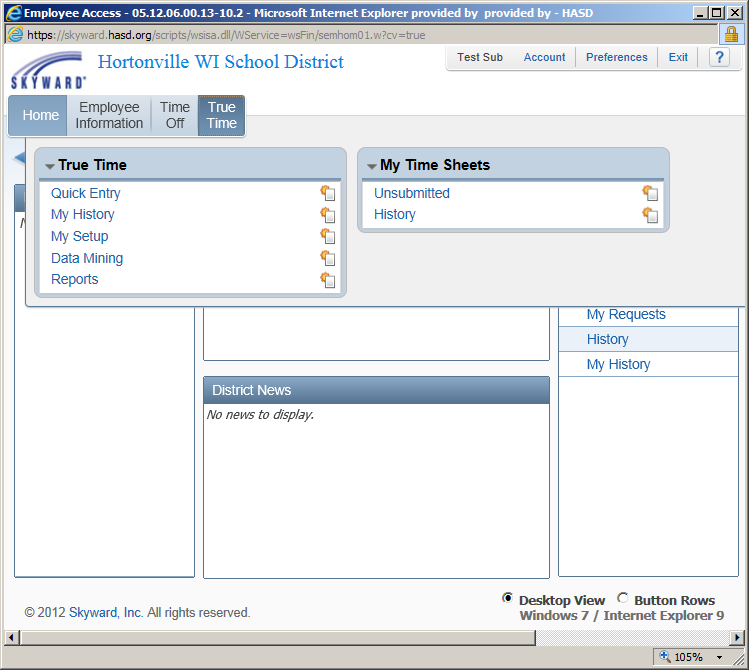 Employee Access - 05.12.06.00.13-10.2 - Microsoft Internet Explorer provided by provided by - HASD
https://skyward.hasd.org/scripts/wsisa.dll/WService=wsFin/semhom01.w?cv=true
SKYWARD®
Hortonville WI School District
Test Sub Account Preferences Exit ?
Home
Employee Information
Time Off
True Time
True Time
Quick Entry
My History
My Setup
Data Mining
Reports
My Time Sheets
Unsubmitted
History
My Requests
History
My History
District News
No news to display.
© 2012 Skyward, Inc. All rights reserved.
Desktop View Button Rows
Windows 7 / Internet Explorer 9
105%